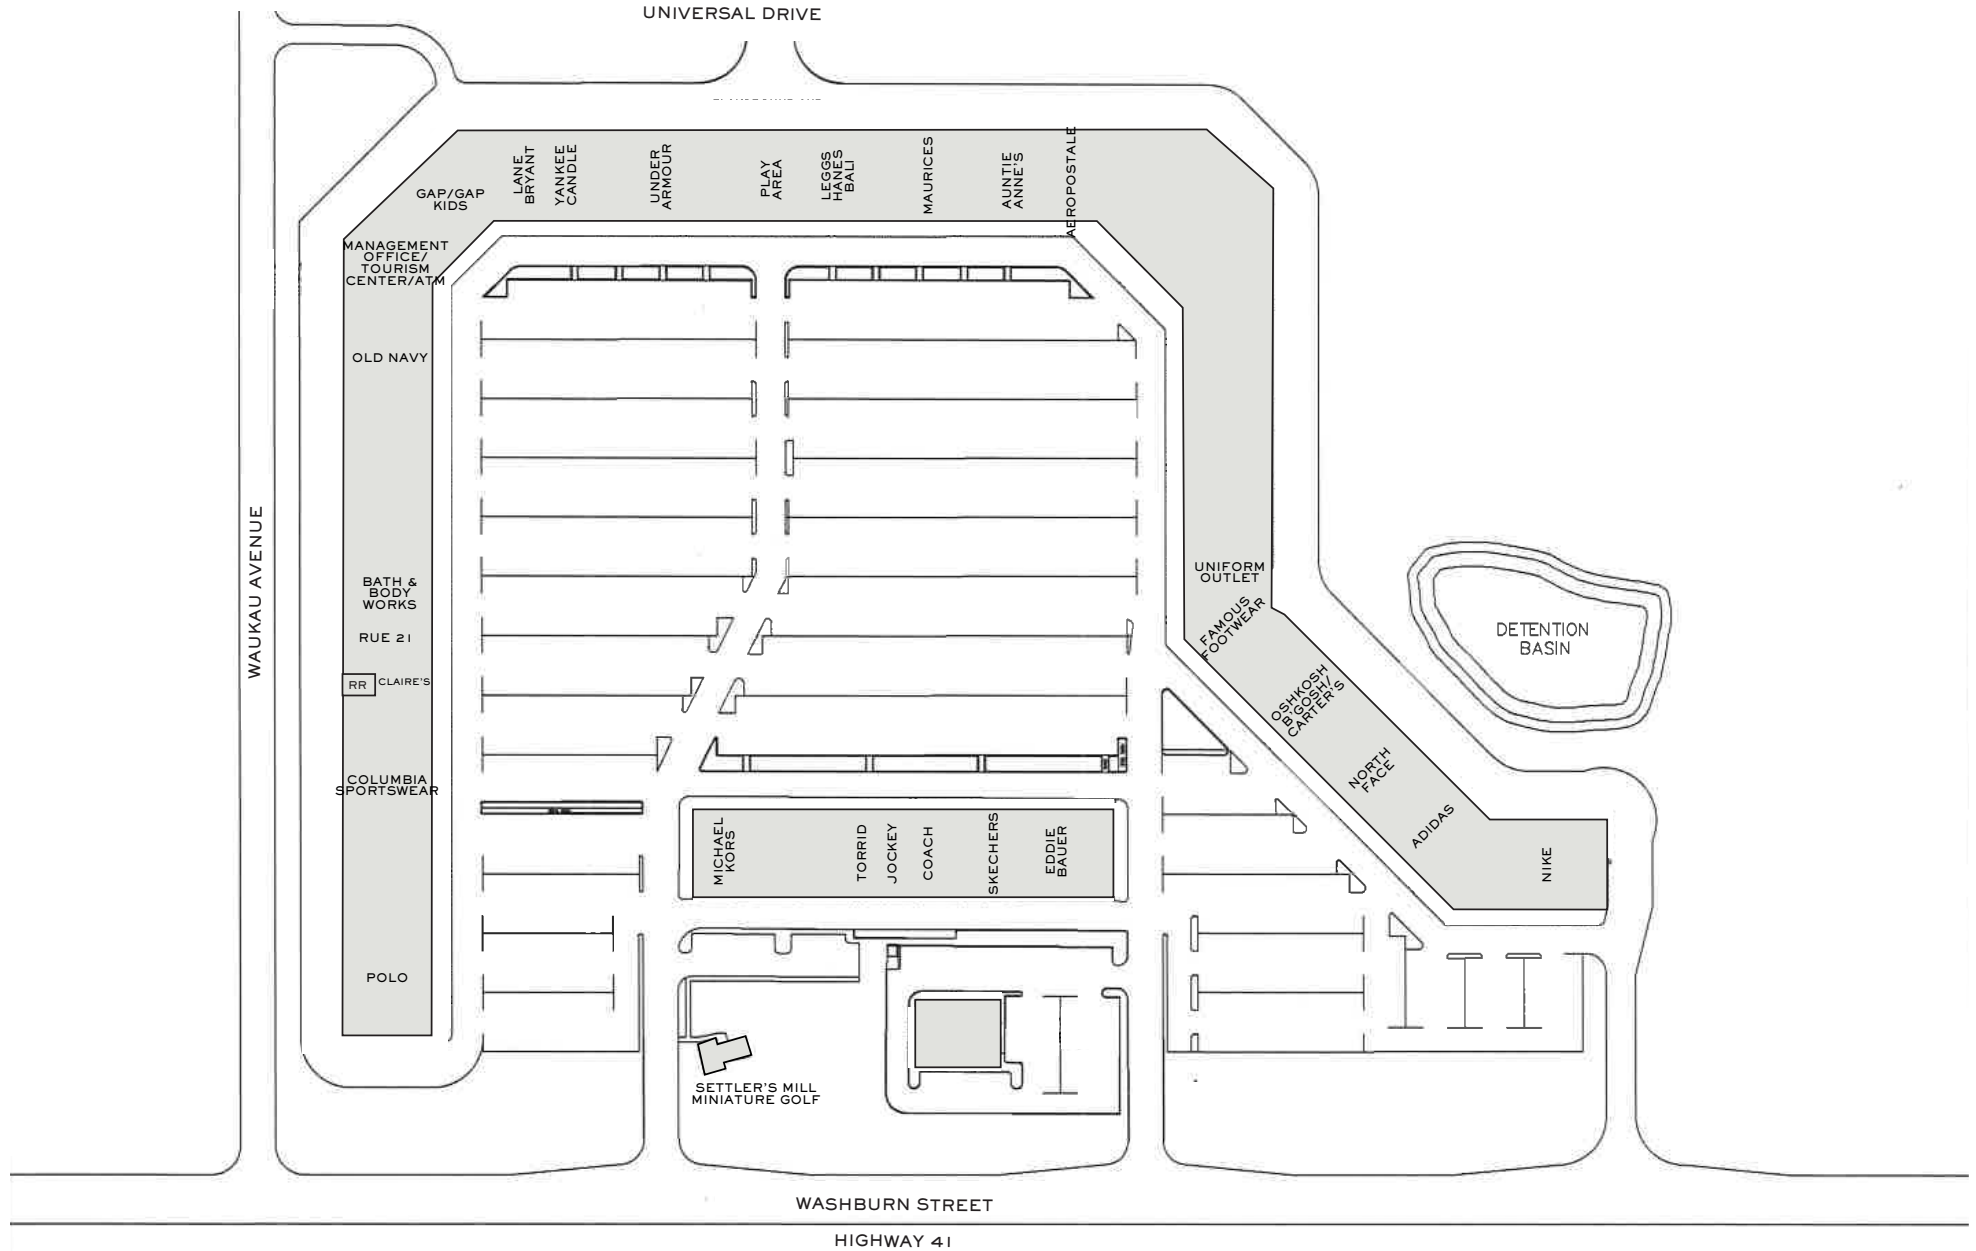 UNIVERSAL DRIVE
GAP/GAP
KIDS
LANE
BRYANT
YANKEE
CANDLE
UNDER
ARMOUR
PLAY
AREA
LEGGS
HANES
BALI
MAURICES
AUNTIE
ANNE'S
AEROPOSTALE
MANAGEMENT
OFFICE/
TOURISM
CENTER/ATM
OLD NAVY
WAUKAU AVENUE
BATH &
BODY
WORKS
RUE 21
RR
CLAIRE'S
COLUMBIA
SPORTSWEAR
POLO
UNIFORM
OUTLET
FAMOUS
FOOTWEAR
OSHKOSH
B'GOSH/
CARTER'S
NORTH
FACE
ADIDAS
NIKE
DETENTION
BASIN
MICHAEL
KORS
TORRID
JOCKEY
COACH
SKECHERS
EDDIE
BAUER
SETTLER'S MILL
MINIATURE GOLF
WASHBURN STREET
HIGHWAY 41